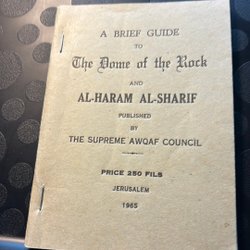 A BRIEF GUIDE
TO
The Dome of the Rock
AND
AL-HARAM AL-SHARIF
PUBLISHED
BY
THE SUPREME AWQAF COUNCIL
PRICE 250 FILS
JERUSALEM
1965